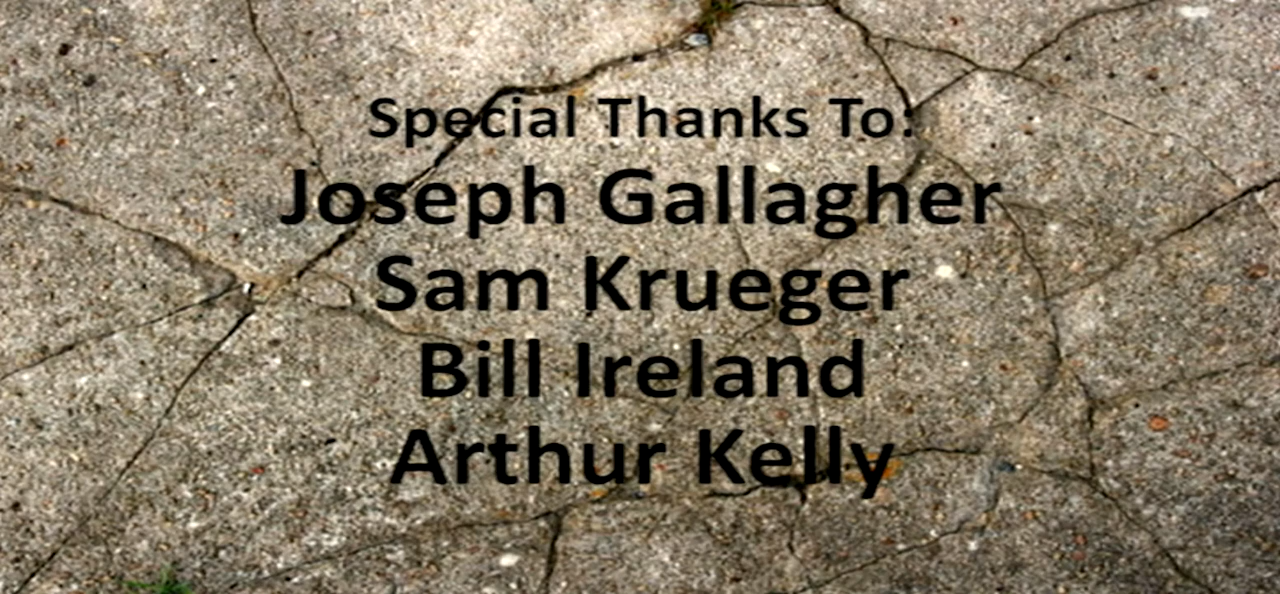 Special Thanks To:
Joseph Gallagher
Sam Krueger
Bill Ireland
Arthur Kelly